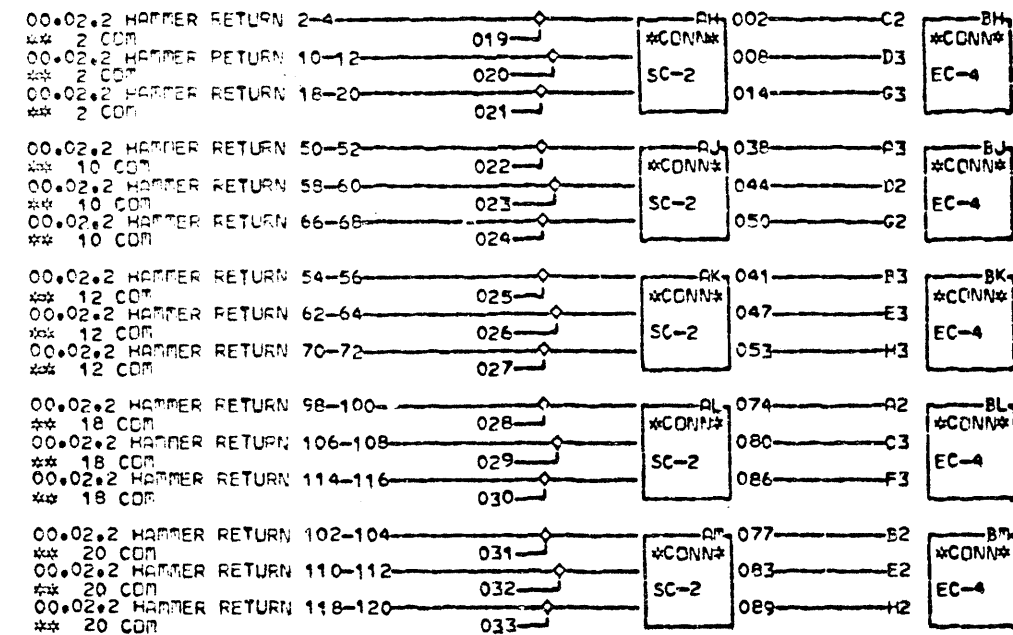 00.02.2 HAMMER RETURN 2-4 AH 002 C2 BH
** 2 COM 019 *CONN* *CONN*
00.02.2 HAMMER RETURN 10-12 008 D3
** 2 COM 020 SC-2 EC-4
00.02.2 HAMMER RETURN 18-20 014 G3
** 2 COM 021
00.02.2 HAMMER RETURN 50-52 AJ 038 A3 BJ
** 10 COM 022 *CONN* *CONN*
00.02.2 HAMMER RETURN 58-60 044 D2
** 10 COM 023 SC-2 EC-4
00.02.2 HAMMER RETURN 66-68 050 G2
** 10 COM 024
00.02.2 HAMMER RETURN 54-56 AK 041 B3 BK
** 12 COM 025 *CONN* *CONN*
00.02.2 HAMMER RETURN 62-64 047 E3
** 12 COM 026 SC-2 EC-4
00.02.2 HAMMER RETURN 70-72 053 H3
** 12 COM 027
00.02.2 HAMMER RETURN 98-100 AL 074 A2 BL
** 18 COM 028 *CONN* *CONN*
00.02.2 HAMMER RETURN 106-108 080 C3
** 18 COM 029 SC-2 EC-4
00.02.2 HAMMER RETURN 114-116 086 F3
** 18 COM 030
00.02.2 HAMMER RETURN 102-104 AM 077 B2 BM
** 20 COM 031 *CONN* *CONN*
00.02.2 HAMMER RETURN 110-112 083 E2
** 20 COM 032 SC-2 EC-4
00.02.2 HAMMER RETURN 118-120 089 H2
** 20 COM 033